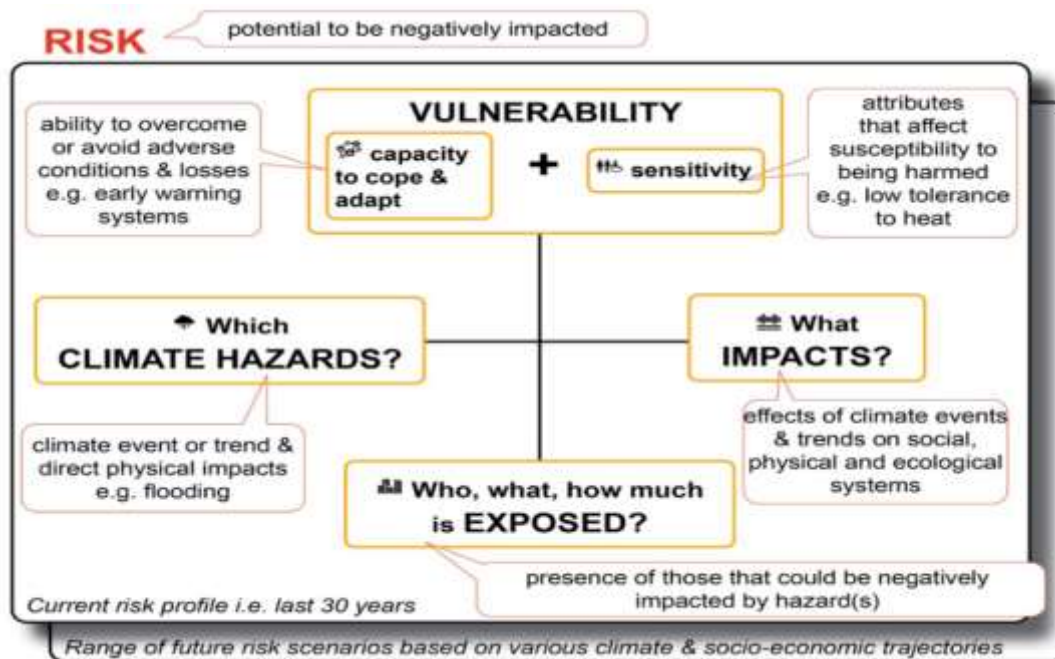 RISK
potential to be negatively impacted
VULNERABILITY
ability to overcome
or avoid adverse
conditions & losses
e.g. early warning
systems
capacity
to cope &
adapt
+
sensitivity
attributes
that affect
susceptibility to
being harmed
e.g. low tolerance
to heat
Which
CLIMATE HAZARDS?
What
IMPACTS?
climate event or trend &
direct physical impacts
e.g. flooding
effects of climate events
& trends on social,
physical and ecological
systems
Who, what, how much
is EXPOSED?
presence of those that could be negatively
impacted by hazard(s)
Current risk profile i.e. last 30 years
Range of future risk scenarios based on various climate & socio-economic trajectories